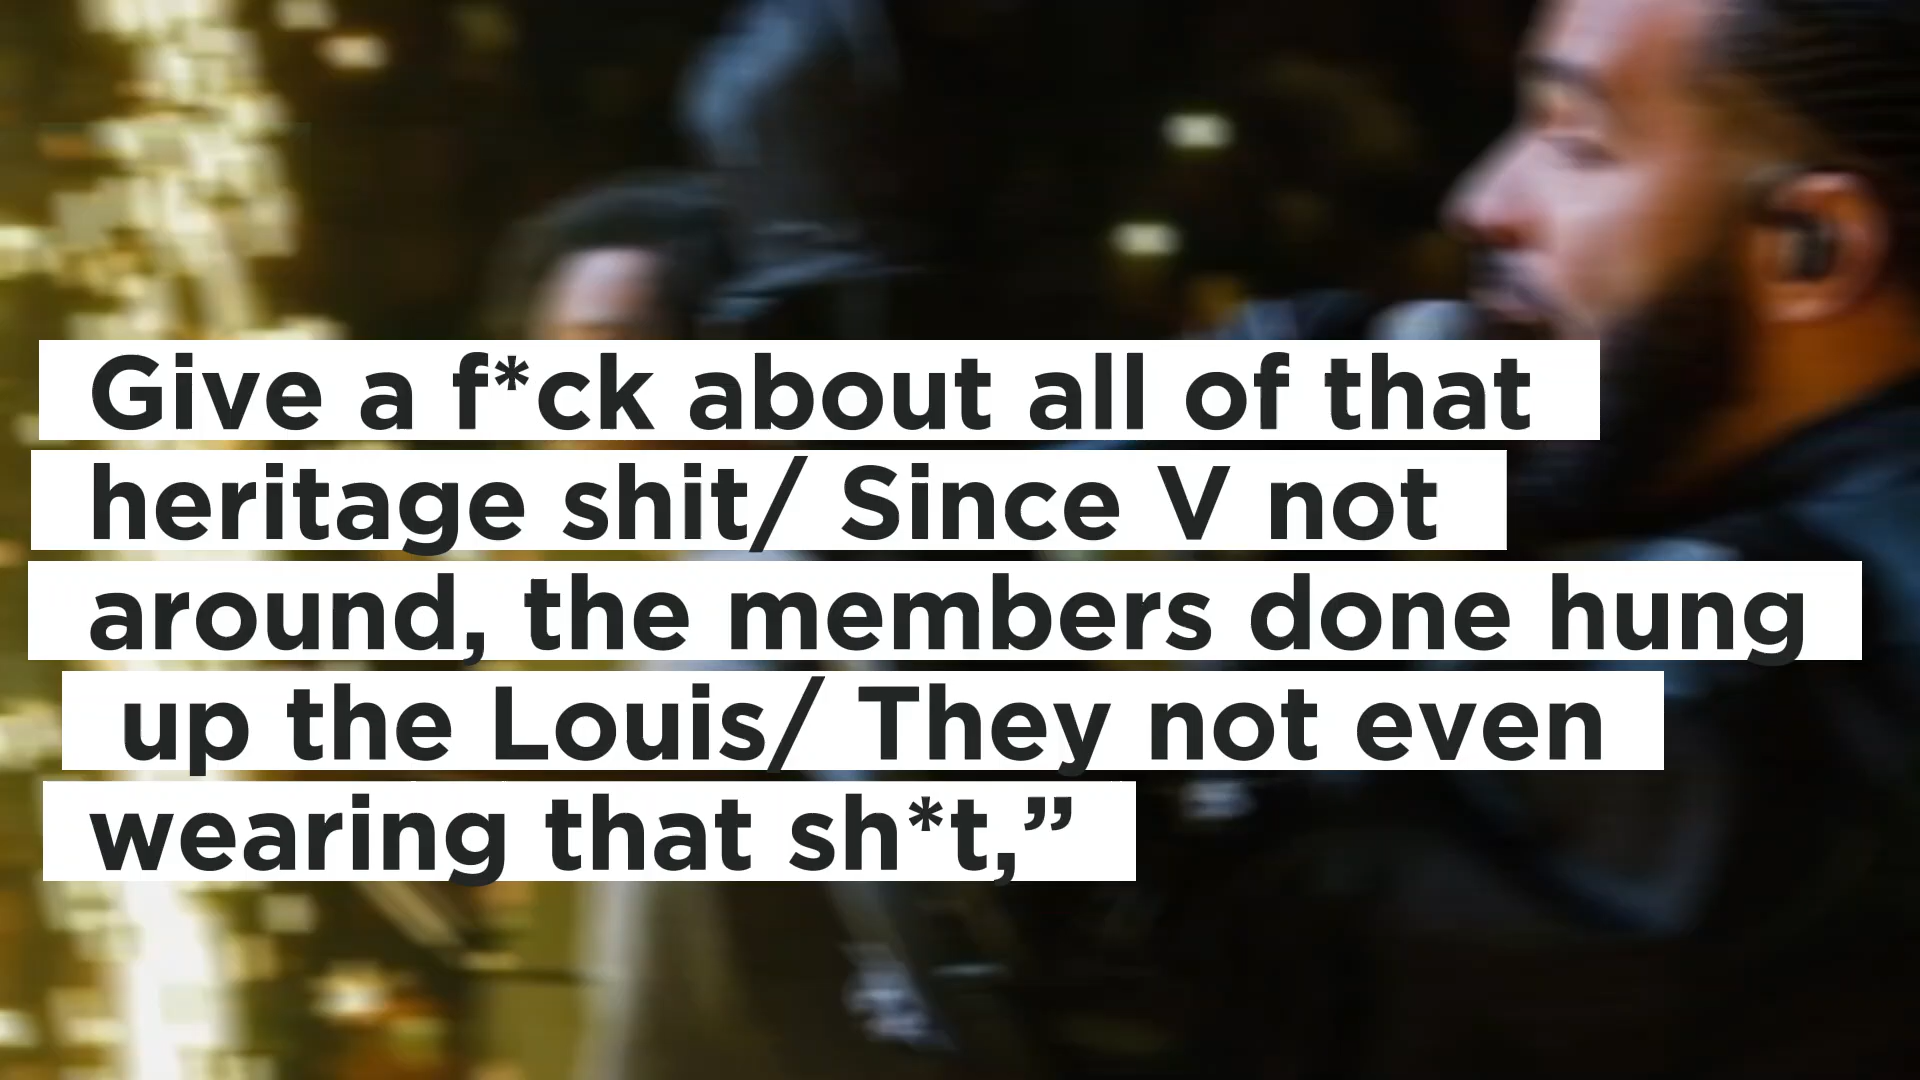 Give a f*ck about all of that
heritage shit/ Since V not
around, the members done hung
up the Louis/ They not even
wearing that sh*t,”